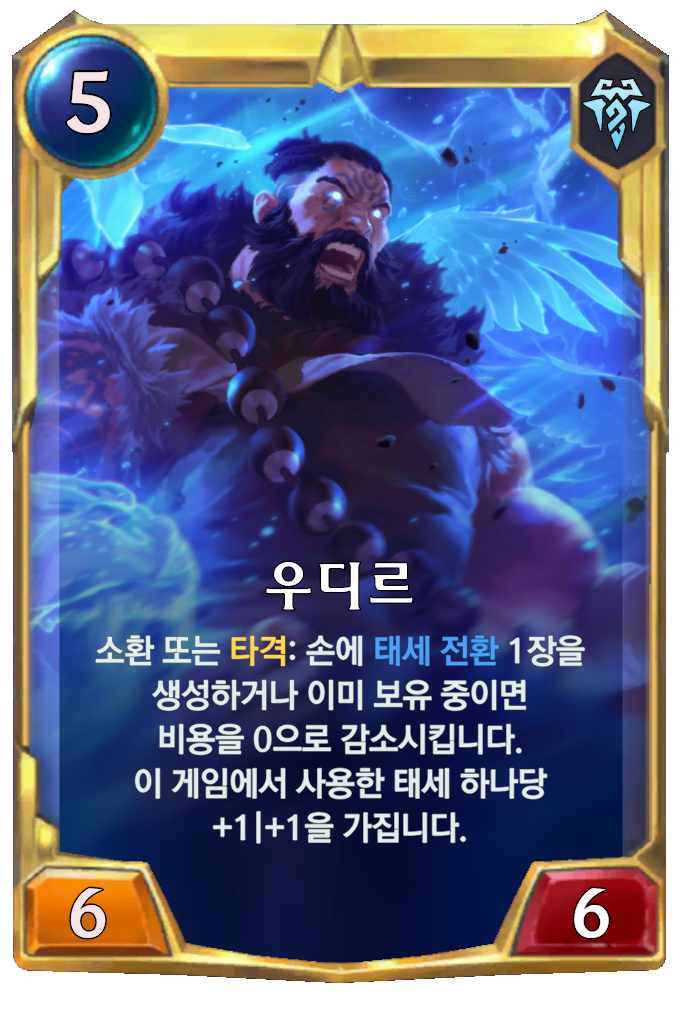 5
우디르
소환 또는 타격: 손에 태세 전환 1장을
생성하거나 이미 보유 중이면
비용을 0으로 감소시킵니다.
이 게임에서 사용한 태세 하나당
+1|+1을 가집니다.
6
6